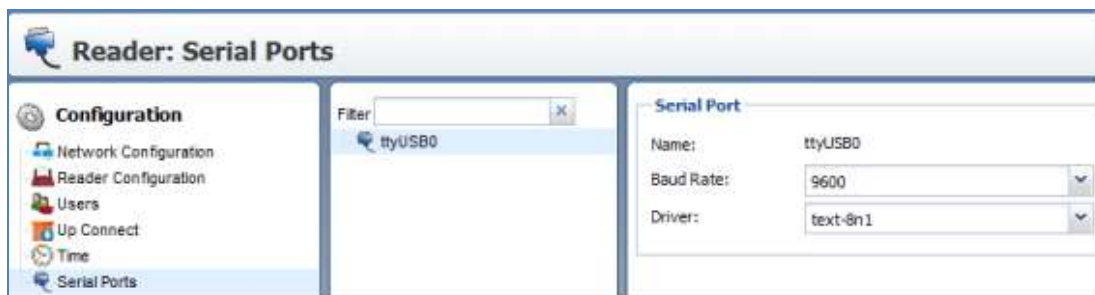 Reader: Serial Ports
Configuration
Network Configuration
Reader Configuration
Users
Up Connect
Time
Serial Ports
Filter
ttyUSB0
Serial Port
Name: ttyUSB0
Baud Rate: 9600
Driver: text-8n1